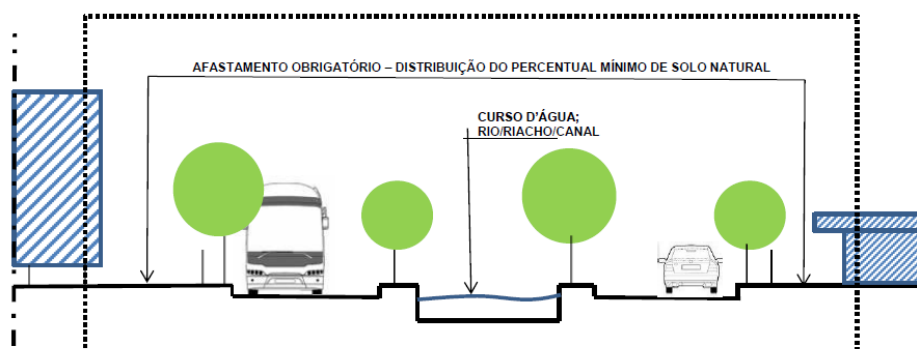 AFASTAMENTO OBRIGATÓRIO – DISTRIBUIÇÃO DO PERCENTUAL MÍNIMO DE SOLO NATURAL
CURSO D'ÁGUA;
RIO/RIACHO/CANAL